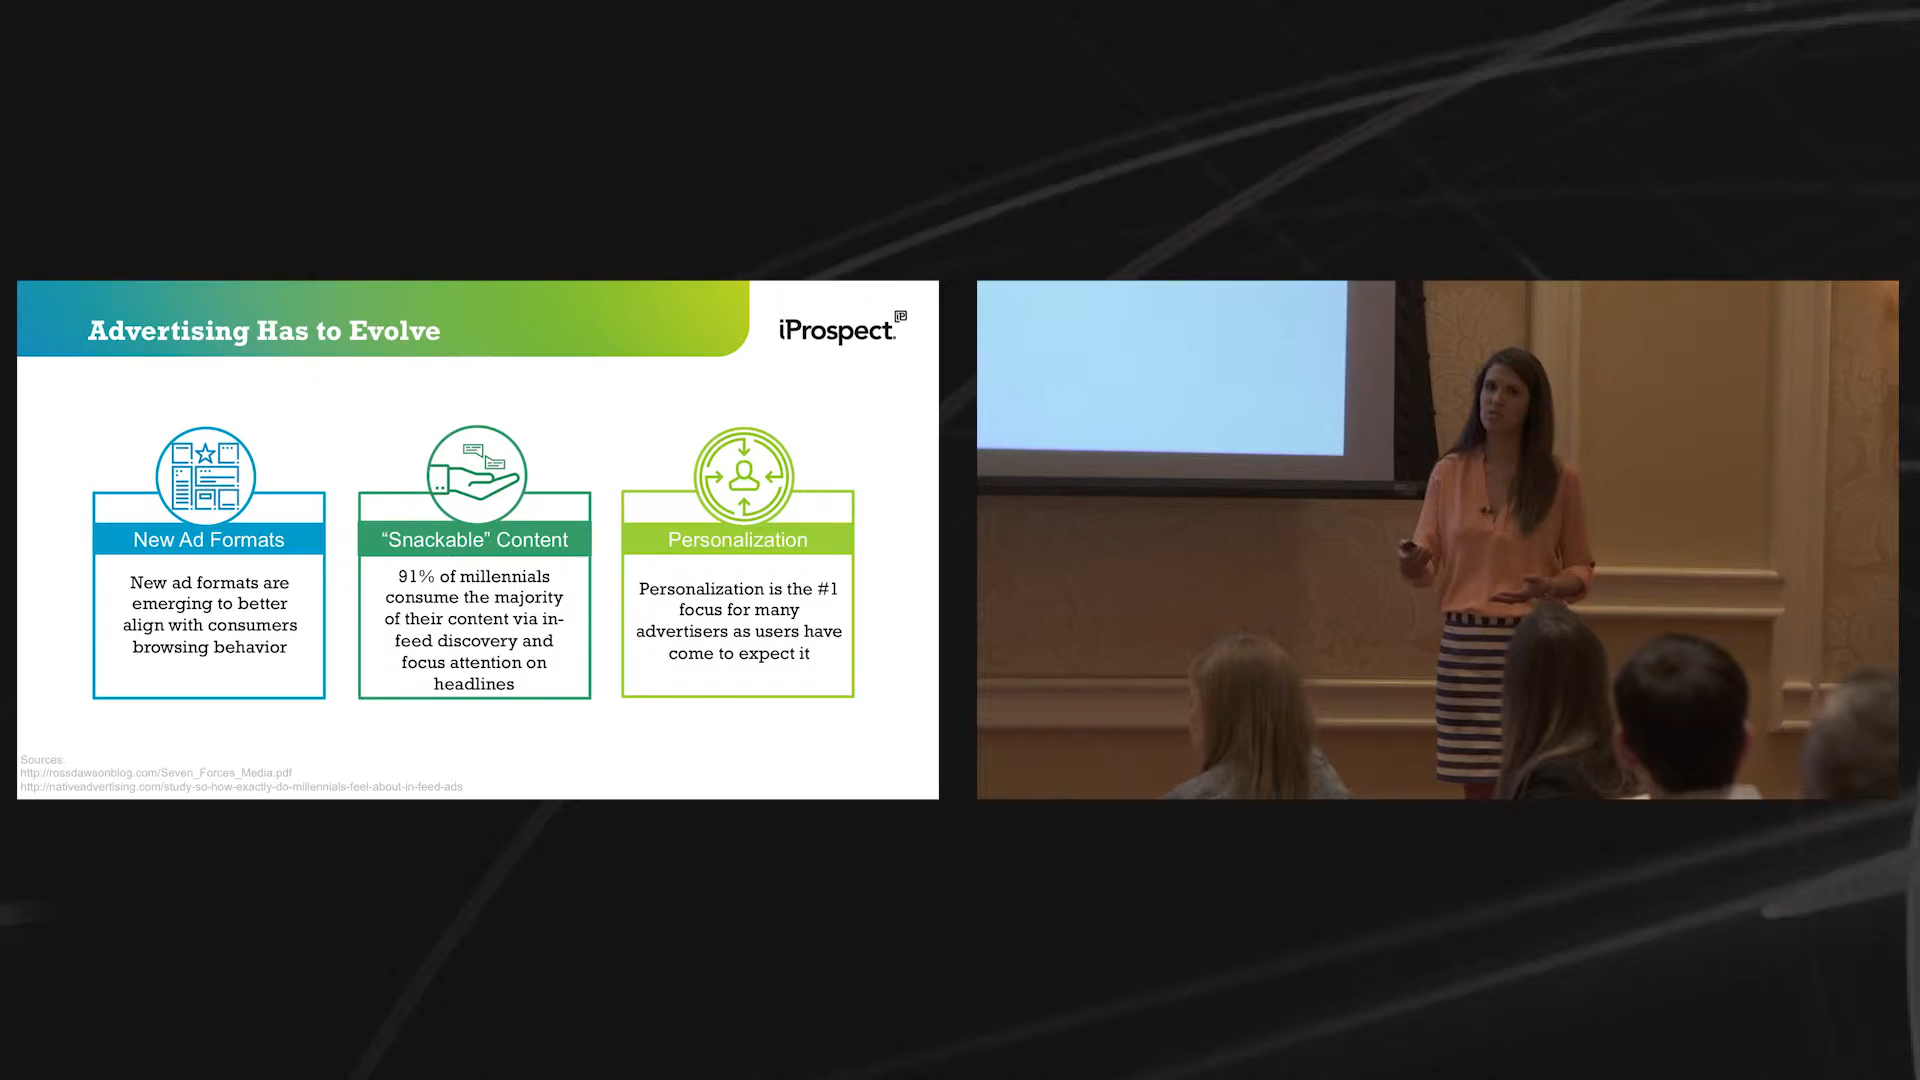 Advertising Has to Evolve
iProspect.
iP
New Ad Formats
New ad formats are
emerging to better
align with consumers
browsing behavior
“Snackable” Content
91% of millennials
consume the majority
of their content via in-
feed discovery and
focus attention on
headlines
Personalization
Personalization is the #1
focus for many
advertisers as users have
come to expect it
Sources:
http://rossdawsonblog.com/Seven_Forces_Media.pdf
http://nativeadvertising.com/study-so-how-exactly-do-millennials-feel-about-in-feed-ads